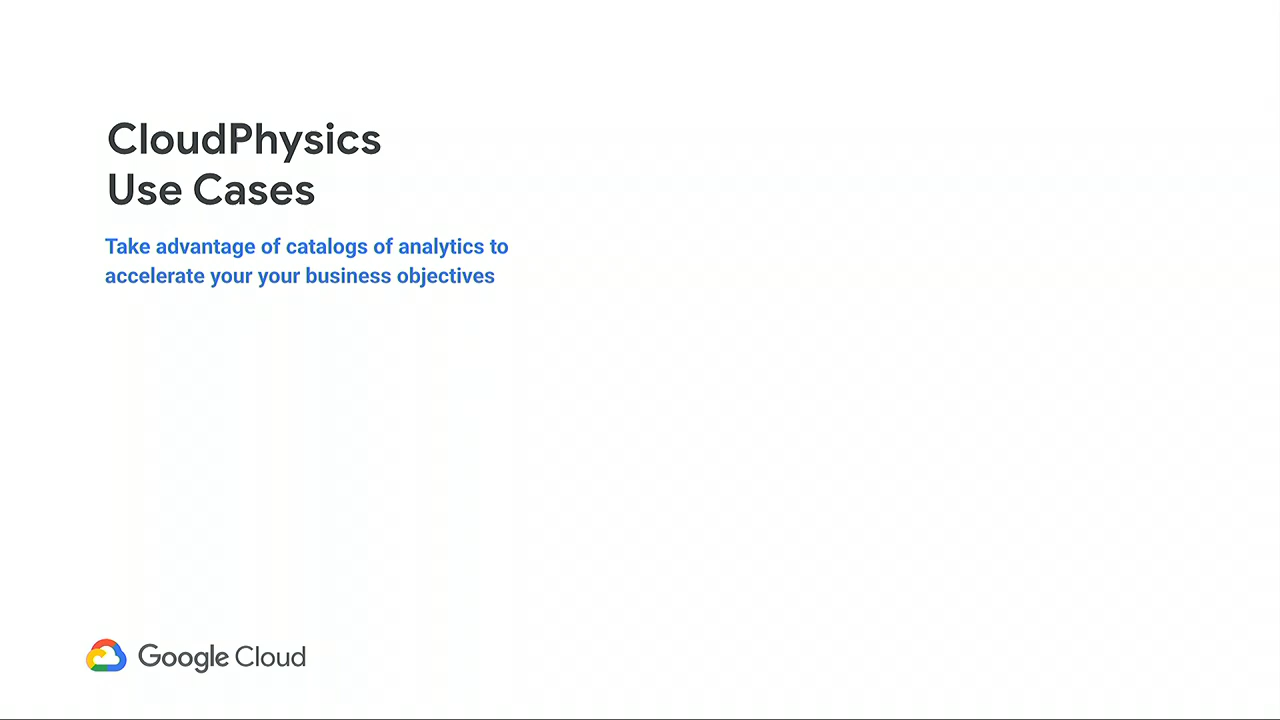 CloudPhysics
Use Cases
Take advantage of catalogs of analytics to
accelerate your your business objectives
Google Cloud